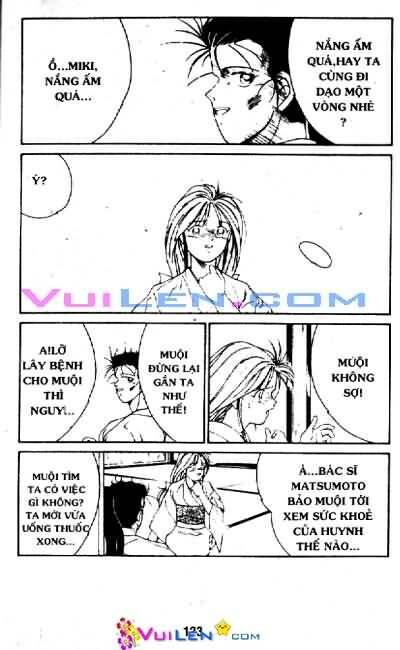 Ồ...MIKI,
NẮNG ẤM
QUÁ...
NẮNG ẤM
QUÁ,HAY TA
CÙNG ĐI
DẠO MỘT
VÒNG NHÉ
?
Ỷ?
VUILEN.COM
A!LỠ
LÂY BỆNH
CHO MUỘI
THÌ
NGUY...
MUỘI
ĐỪNG LẠI
GẦN TA
NHƯ
THẾ!
MUỘI
KHÔNG
SỢ!
MUỘI TÌM
TA CÓ VIỆC
GÌ KHÔNG?
TA MỚI VỪA
UỐNG THUỐC
XONG...
À...BÁC SĨ
MATSUMOTO
BẢO MUỘI TỚI
XEM SỨC KHOẺ
CỦA HUYNH
THẾ NÀO...
123
VUILEN.COM